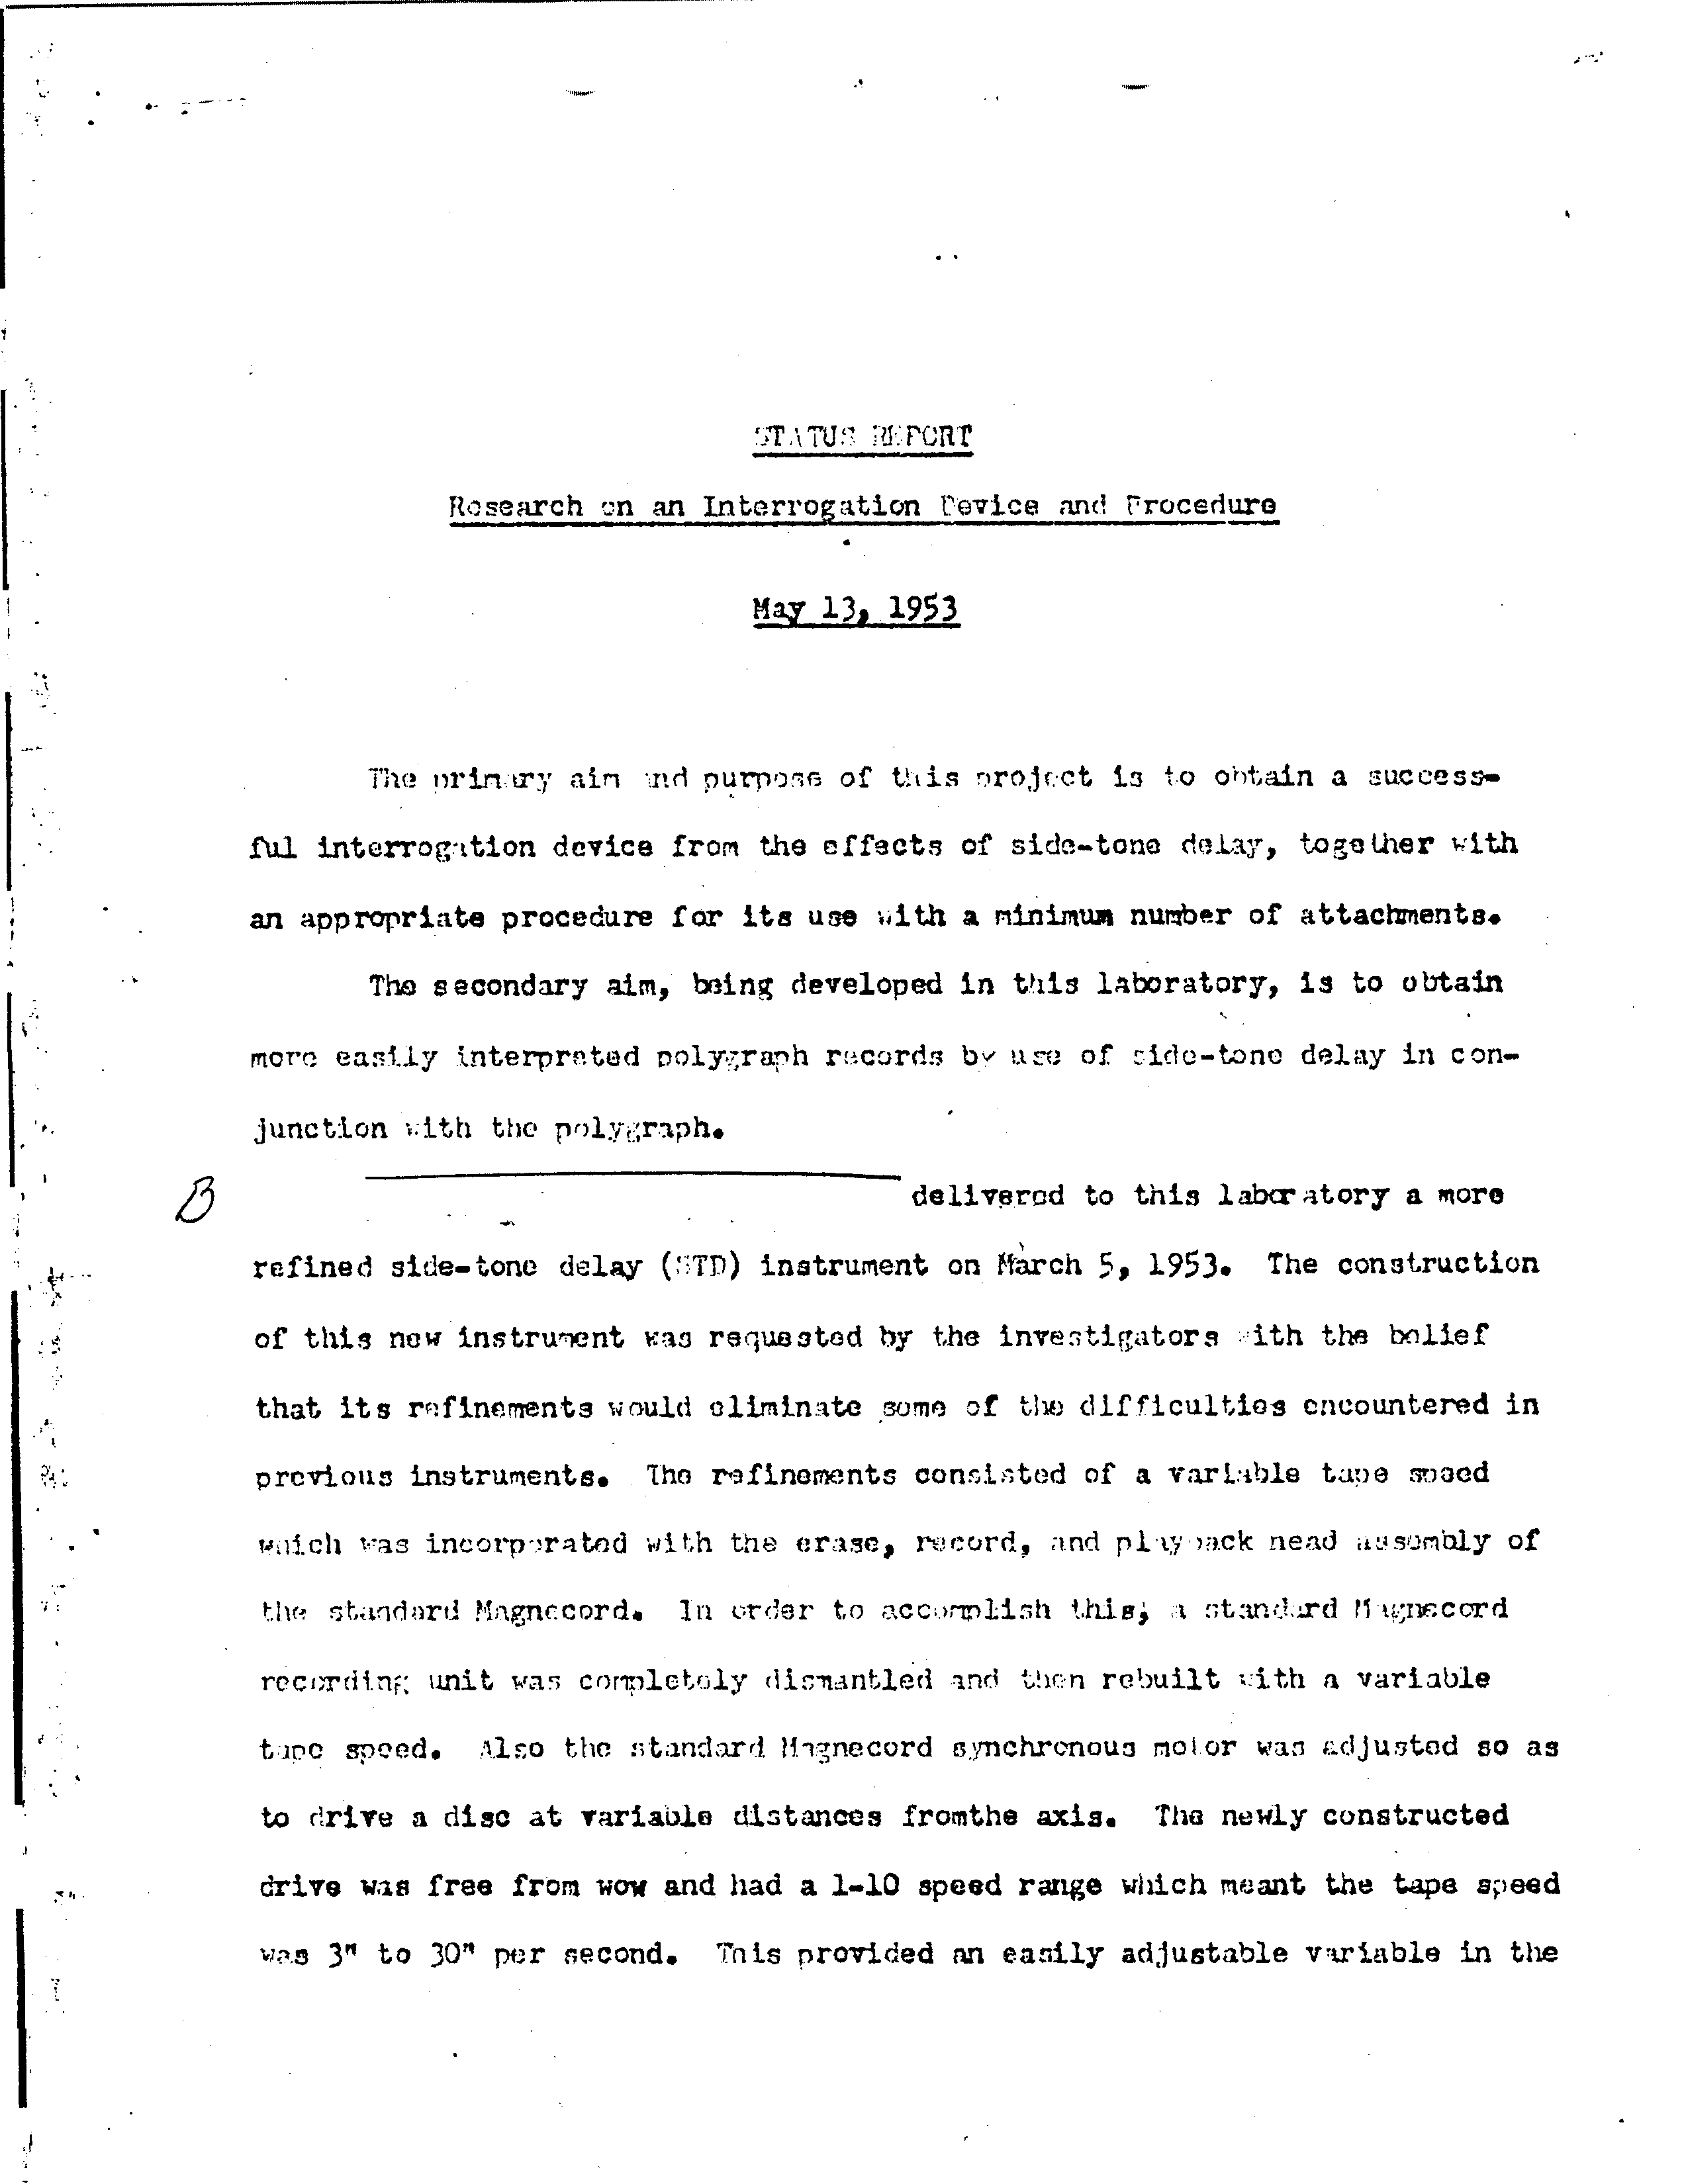 STATUS REPORT
Research on an Interrogation Device and Procedure
May 13, 1953
The primary aim and purpose of this project is to obtain a success-
ful interrogation device from the effects of side-tone delay, together with
an appropriate procedure for its use with a minimum number of attachments.
The secondary aim, being developed in this laboratory, is to obtain
more easily interpreted polygraph records by use of side-tone delay in con-
junction with the polygraph.
B
delivered to this laboratory a more
refined side-tone delay (STD) instrument on March 5, 1953. The construction
of this new instrument was requested by the investigators with the belief
that its refinements would eliminate some of the difficulties encountered in
previous instruments. The refinements consisted of a variable tape speed
which was incorporated with the erase, record, and playback head assembly of
the standard Magnecord. In order to accomplish this, a standard Magnecord
recording unit was completely dismantled and then rebuilt with a variable
tape speed. Also the standard Magnecord synchronous motor was adjusted so as
to drive a disc at variable distances fromthe axis. The newly constructed
drive was free from wow and had a 1-10 speed range which meant the tape speed
was 3" to 30" per second. This provided an easily adjustable variable in the